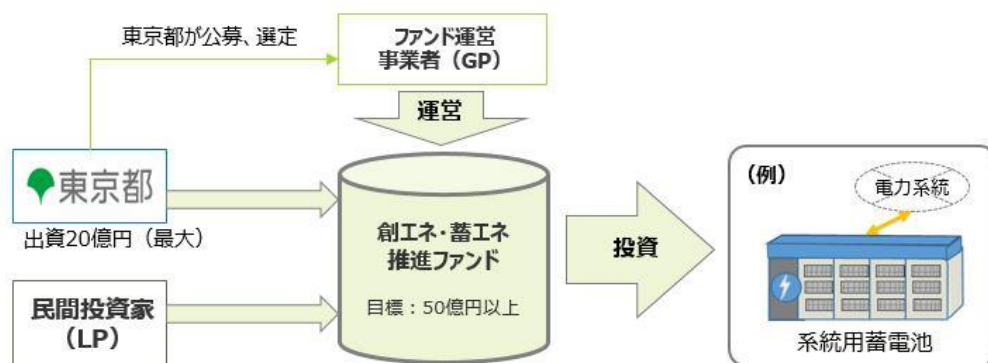 東京都が公募、選定
ファンド運営
事業者（GP）
運営
東京都
出資20億円（最大）
民間投資家
（LP）
創エネ・蓄エネ
推進ファンド
目標：50億円以上
投資
（例）
電力系統
系統用蓄電池